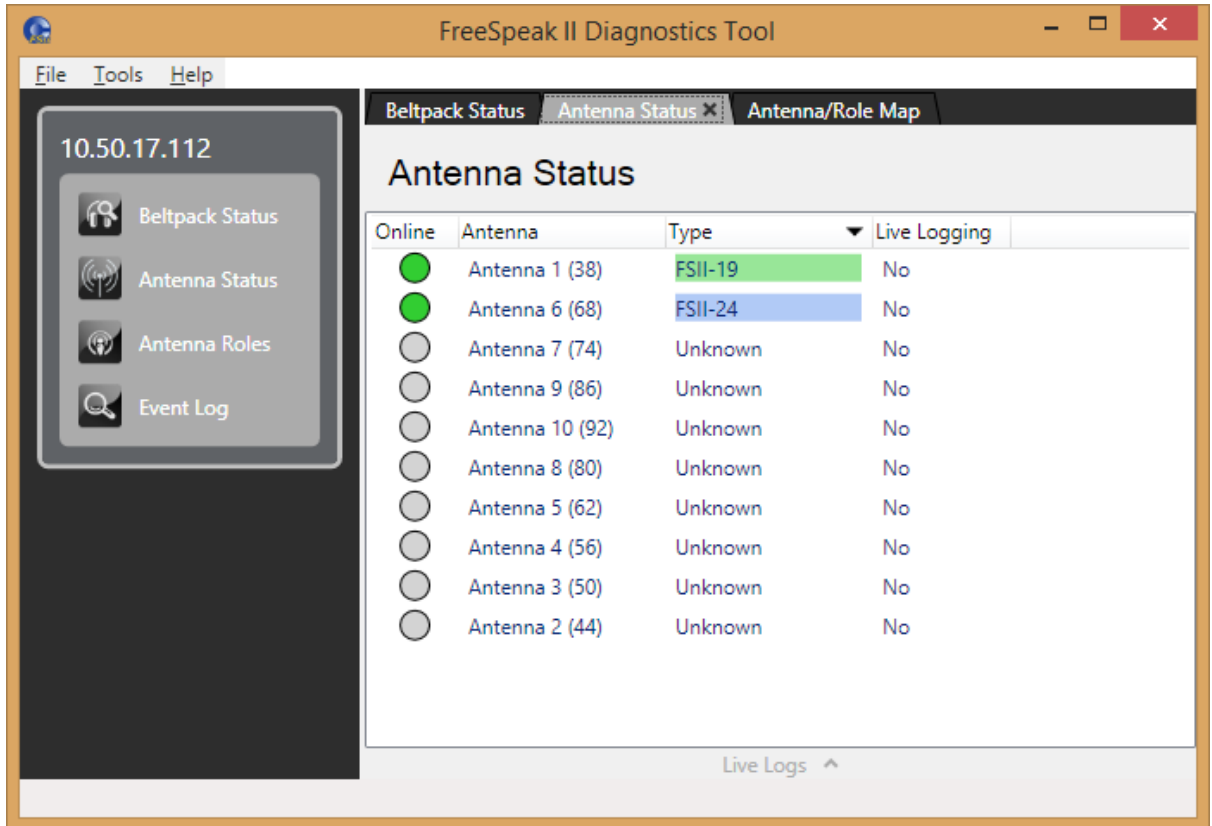 FreeSpeak II Diagnostics Tool
File Tools Help
10.50.17.112
Beltpack Status
Antenna Status
Antenna Roles
Event Log
Beltpack Status Antenna Status Antenna/Role Map
Antenna Status
Online Antenna Type Live Logging
Antenna 1 (38) FSII-19 No
Antenna 6 (68) FSII-24 No
Antenna 7 (74) Unknown No
Antenna 9 (86) Unknown No
Antenna 10 (92) Unknown No
Antenna 8 (80) Unknown No
Antenna 5 (62) Unknown No
Antenna 4 (56) Unknown No
Antenna 3 (50) Unknown No
Antenna 2 (44) Unknown No
Live Logs